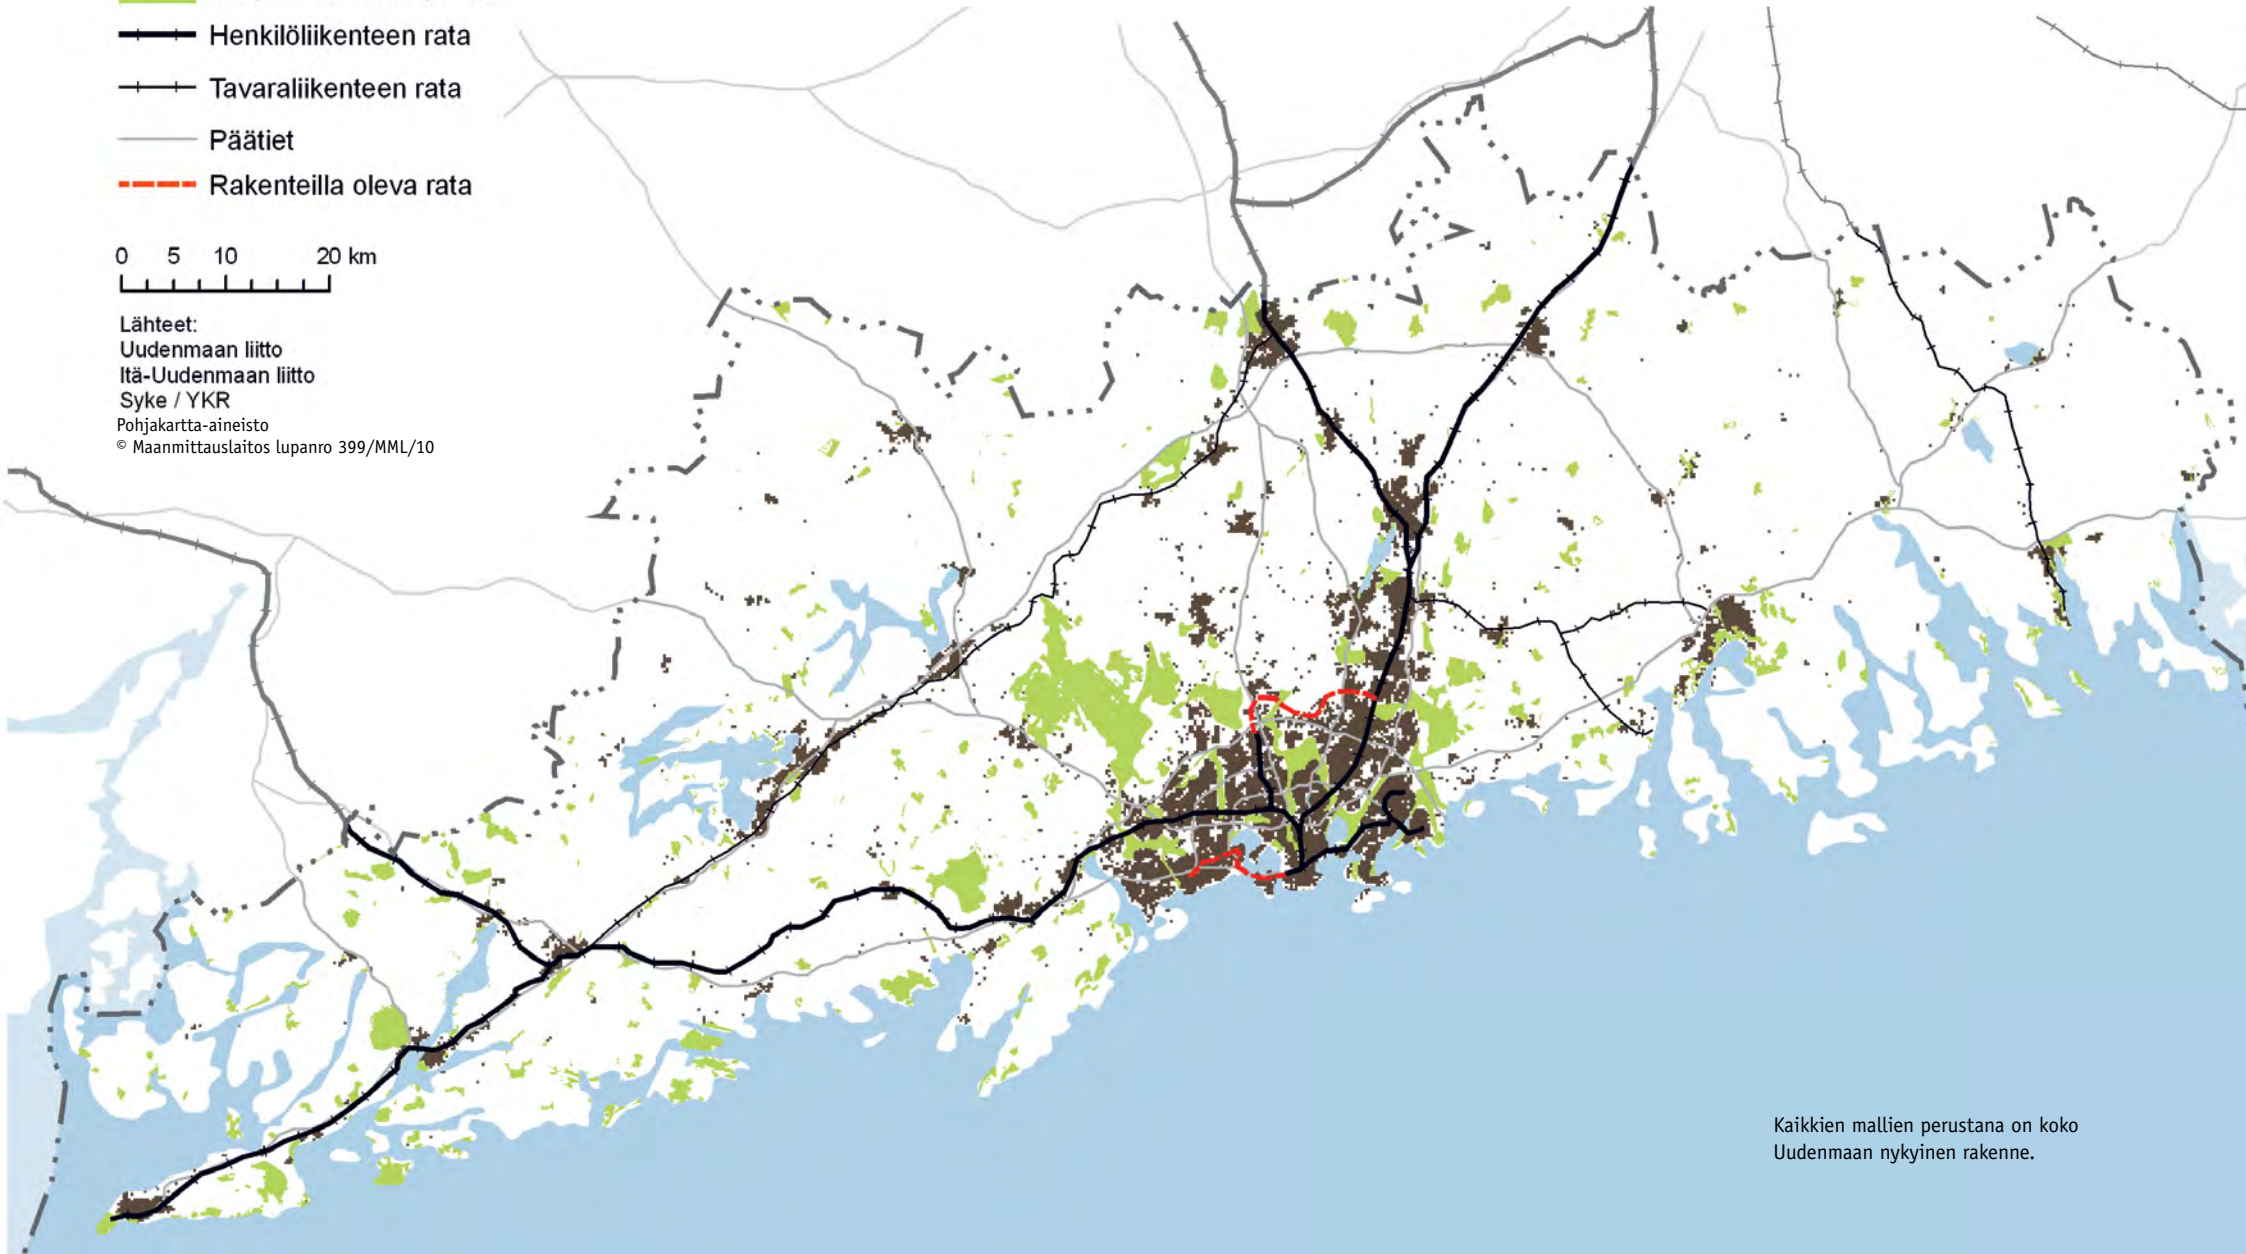 Henkilöliikenteen rata
Tavaraliikenteen rata
Päätiet
Rakenteilla oleva rata
0 5 10 20 km
Lähteet:
Uudenmaan liitto
Itä-Uudenmaan liitto
Syke / YKR
Pohjakartta-aineisto
© Maanmittauslaitos lupanro 399/MML/10
Kaikkien mallien perustana on koko
Uudenmaan nykyinen rakenne.